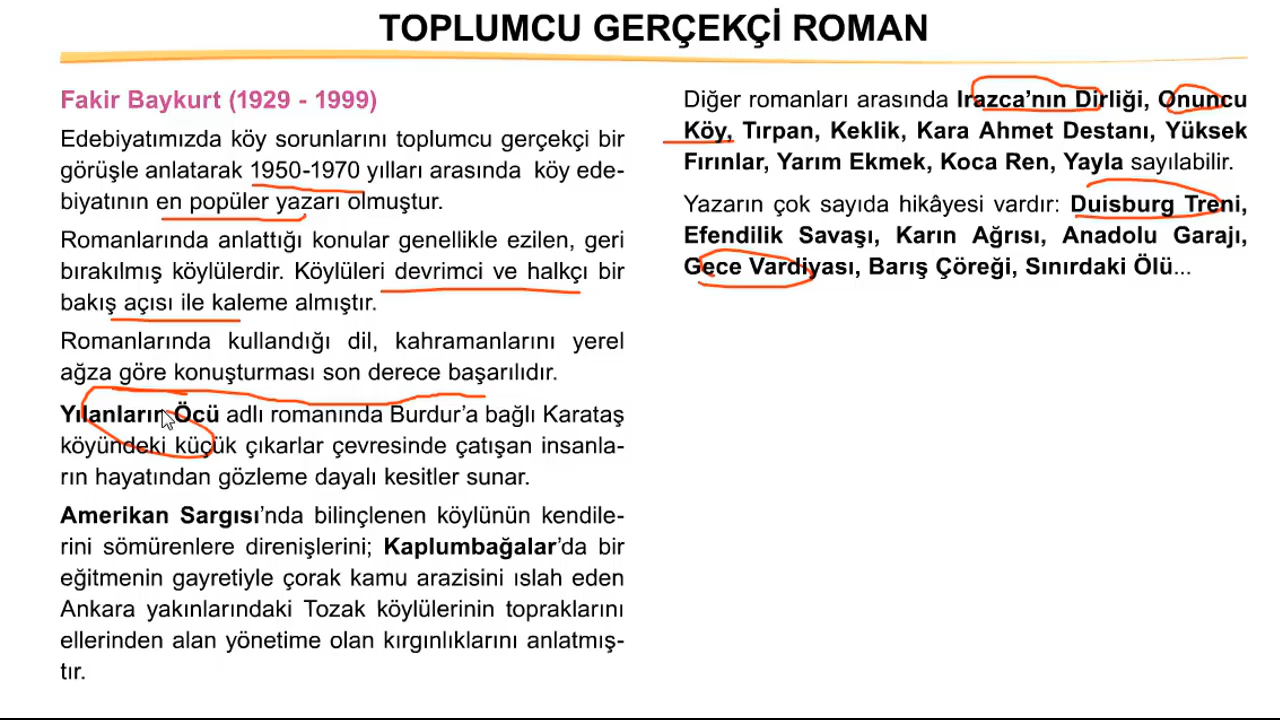 TOPLUMCU GERÇEKÇİ ROMAN
Fakir Baykurt (1929 - 1999)
Edebiyatımızda köy sorunlarını toplumcu gerçekçi bir
görüşle anlatarak 1950-1970 yılları arasında köy ede-
biyatının en popüler yazarı olmuştur.
Romanlarında anlattığı konular genellikle ezilen, geri
bırakılmış köylülerdir. Köylüleri devrimci ve halkçı bir
bakış açısı ile kaleme almıştır.
Romanlarında kullandığı dil, kahramanlarını yerel
ağza göre konuşturması son derece başarılıdır.
Yılanların Öcü adlı romanında Burdur’a bağlı Karataş
köyündeki küçük çıkarlar çevresinde çatışan insanla-
rın hayatından gözleme dayalı kesitler sunar.
Amerikan Sargısı’nda bilinçlenen köylünün kendile-
rini sömürenlere direnişlerini; Kaplumbağalar’da bir
eğitmenin gayretiyle çorak kamu arazisini ıslah eden
Ankara yakınlarındaki Tozak köylülerinin topraklarını
ellerinden alan yönetime olan kırgınlıklarını anlatmış-
tır.
Diğer romanları arasında Irazca’nın Dirliği, Onuncu
Köy, Tırpan, Keklik, Kara Ahmet Destanı, Yüksek
Fırınlar, Yarım Ekmek, Koca Ren, Yayla sayılabilir.
Yazarın çok sayıda hikâyesi vardır: Duisburg Treni,
Efendilik Savaşı, Karın Ağrısı, Anadolu Garajı,
Gece Vardiyası, Barış Çöreği, Sınırdaki Ölü...